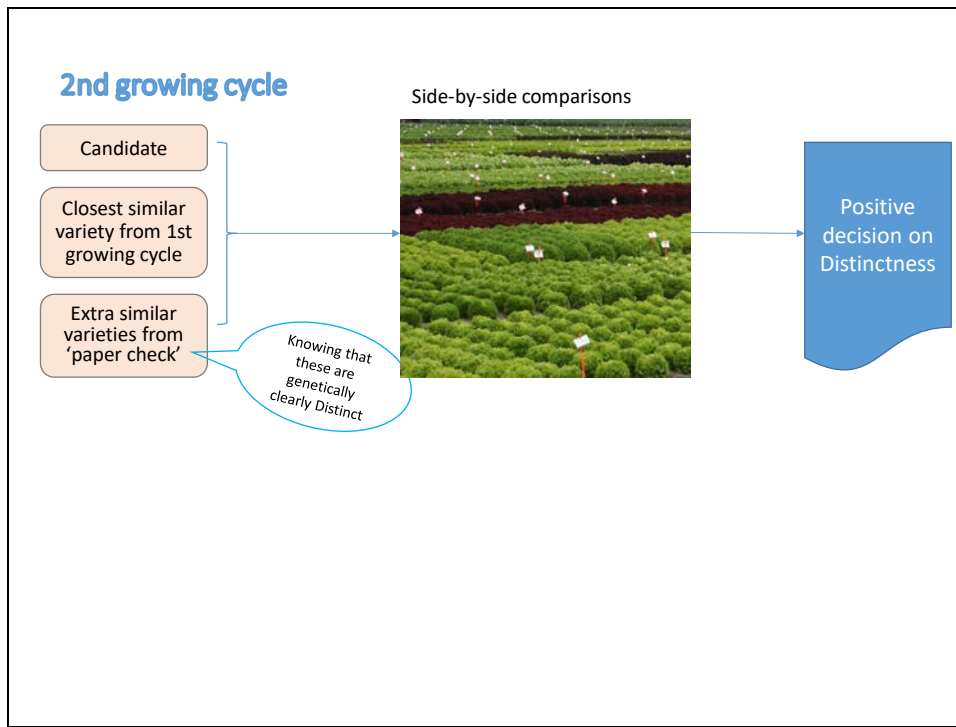 2nd growing cycle
Side-by-side comparisons
Candidate
Closest similar
variety from 1st
growing cycle
Extra similar
varieties from
‘paper check’
Knowing that
these are
genetically
clearly Distinct
Positive
decision on
Distinctness